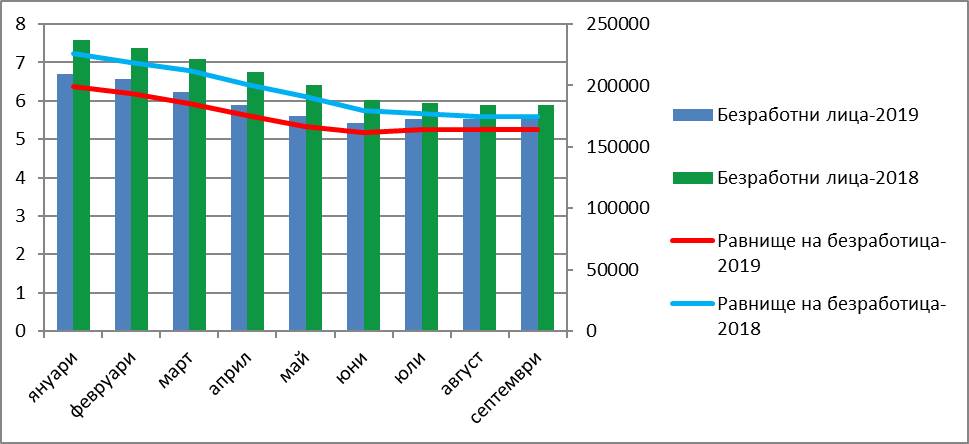 8
7
6
5
4
3
2
1
0
250000
200000
150000
100000
50000
0
януари
февруари
март
април
май
юни
юли
август
септември
Безработни лица-2019
Безработни лица-2018
Равнище на безработица-
2019
Равнище на безработица-
2018